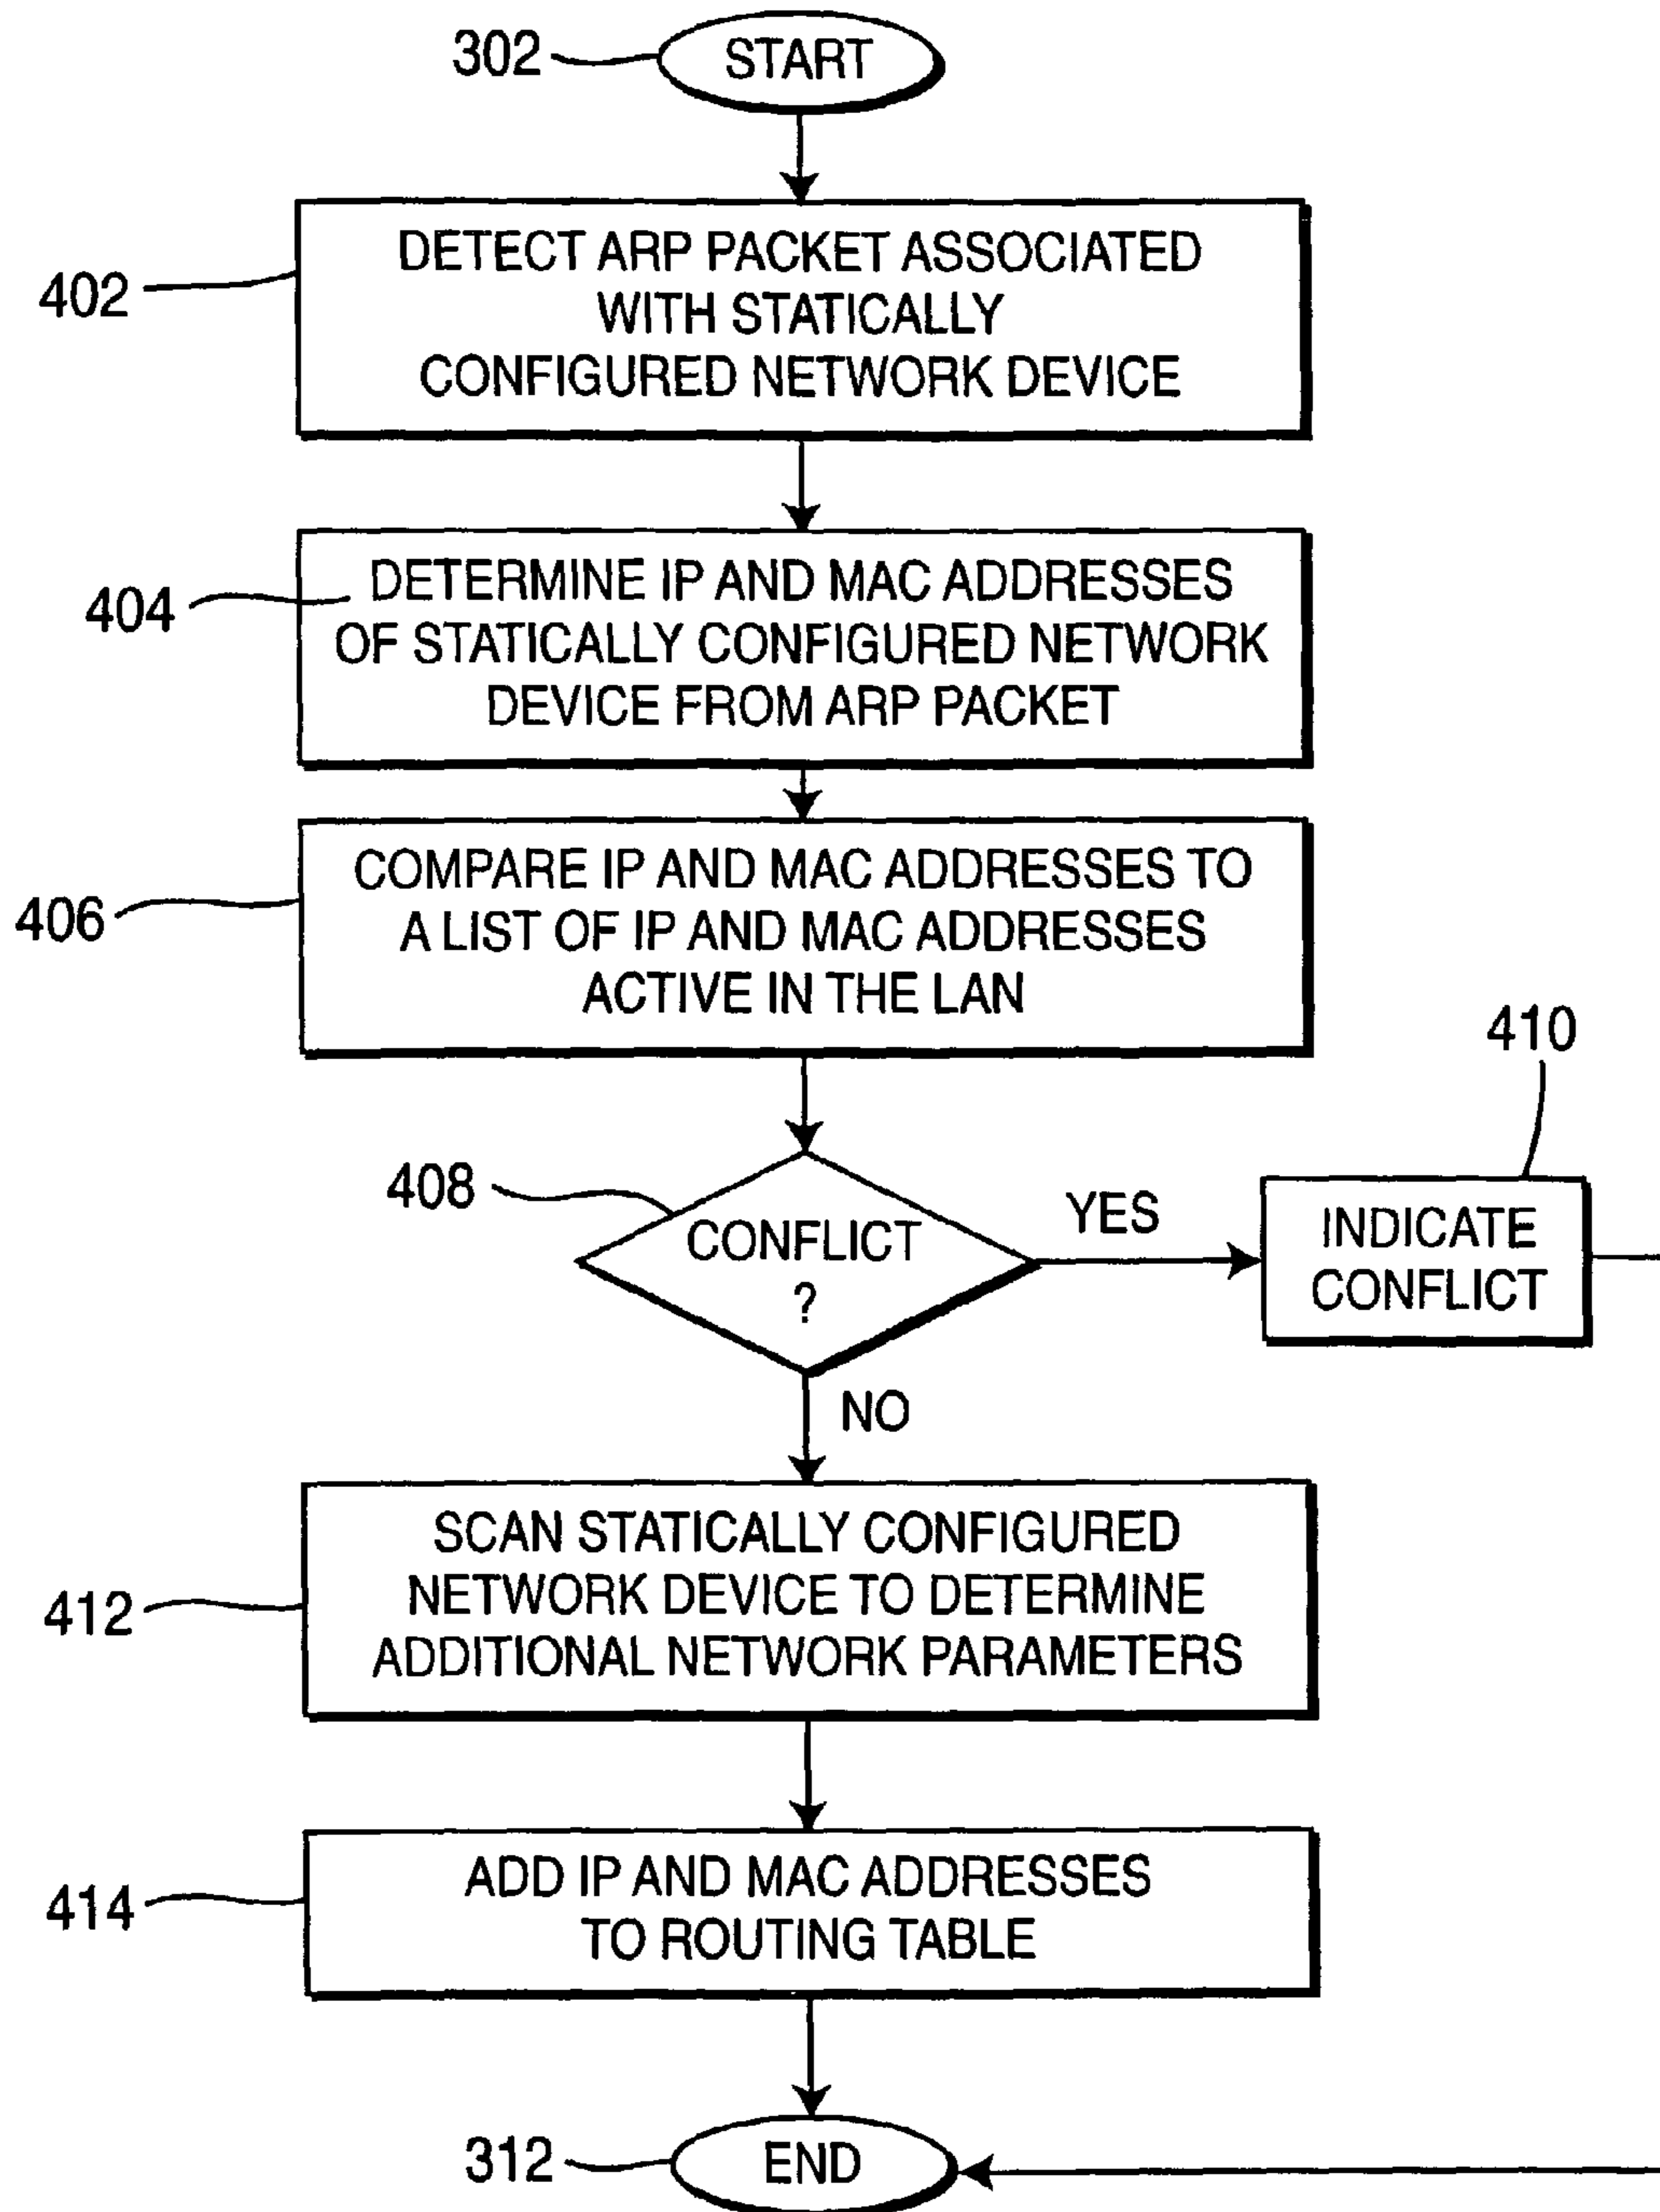 302
START
402
DETECT ARP PACKET ASSOCIATED
WITH STATICALLY
CONFIGURED NETWORK DEVICE
404
DETERMINE IP AND MAC ADDRESSES
OF STATICALLY CONFIGURED NETWORK
DEVICE FROM ARP PACKET
406
COMPARE IP AND MAC ADDRESSES TO
A LIST OF IP AND MAC ADDRESSES
ACTIVE IN THE LAN
408
CONFLICT
?
YES
410
INDICATE
CONFLICT
NO
412
SCAN STATICALLY CONFIGURED
NETWORK DEVICE TO DETERMINE
ADDITIONAL NETWORK PARAMETERS
414
ADD IP AND MAC ADDRESSES
TO ROUTING TABLE
312
END